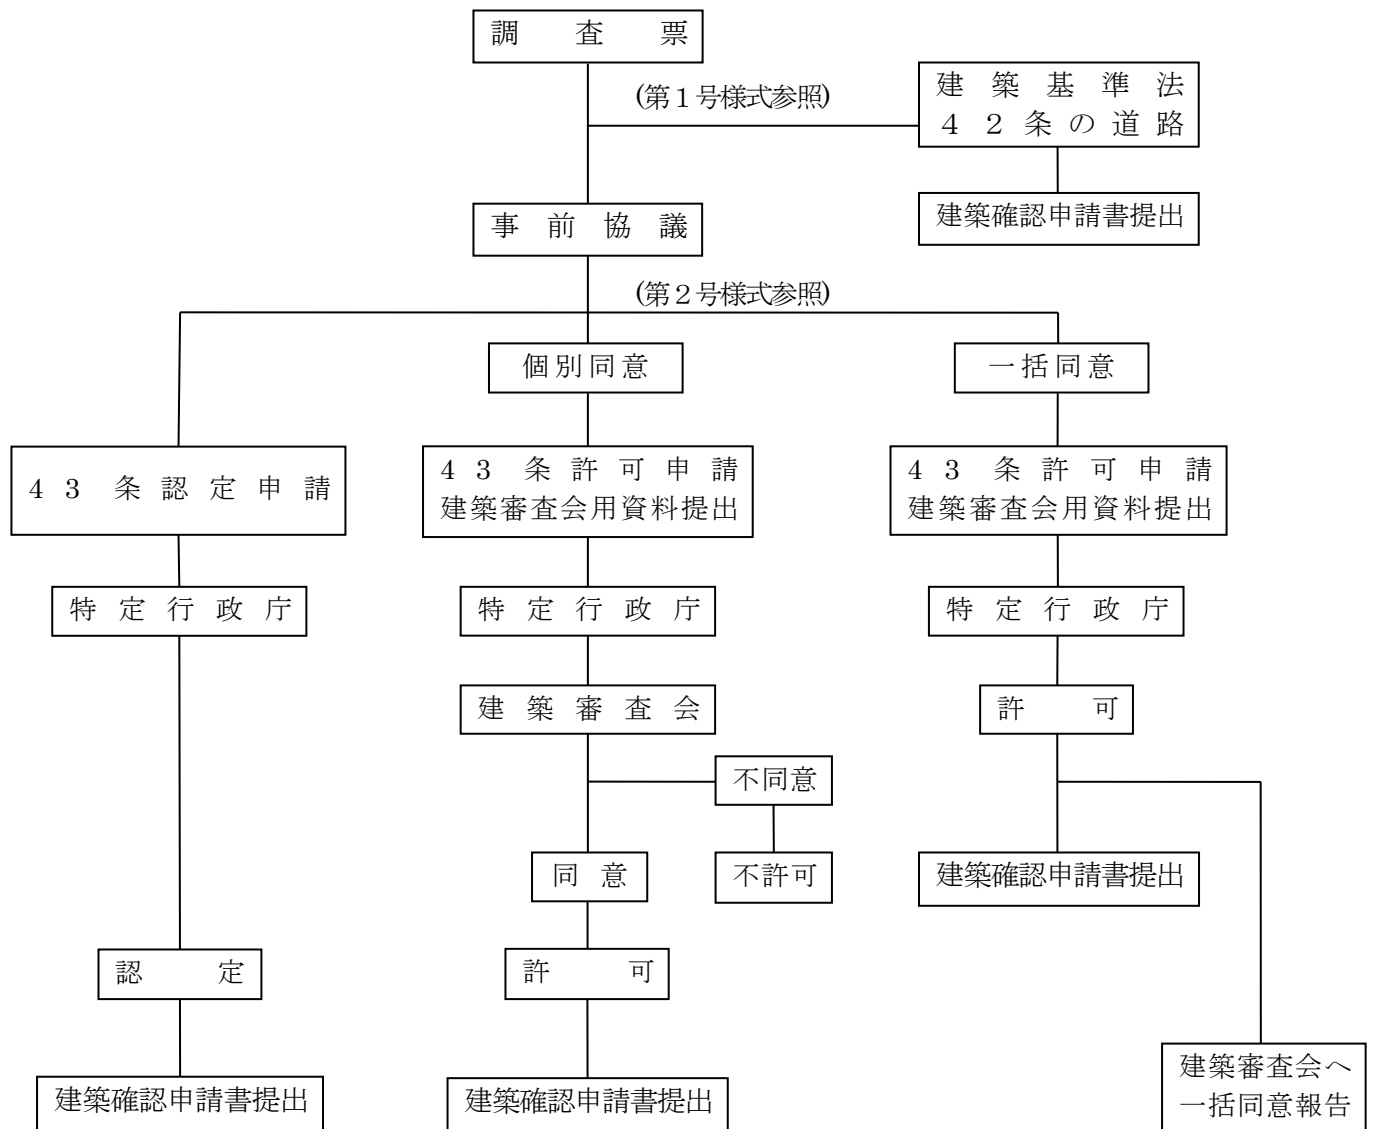 調査票
(第１号様式参照)
建築基準法
４２条の道路
建築確認申請書提出
事前協議
(第２号様式参照)
個別同意
一括同意
４３条認定申請
４３条許可申請
建築審査会用資料提出
４３条許可申請
建築審査会用資料提出
特定行政庁
特定行政庁
特定行政庁
建築審査会
許可
不同意
同意
不許可
建築確認申請書提出
認定
許可
建築確認申請書提出
建築確認申請書提出
建築審査会へ
一括同意報告